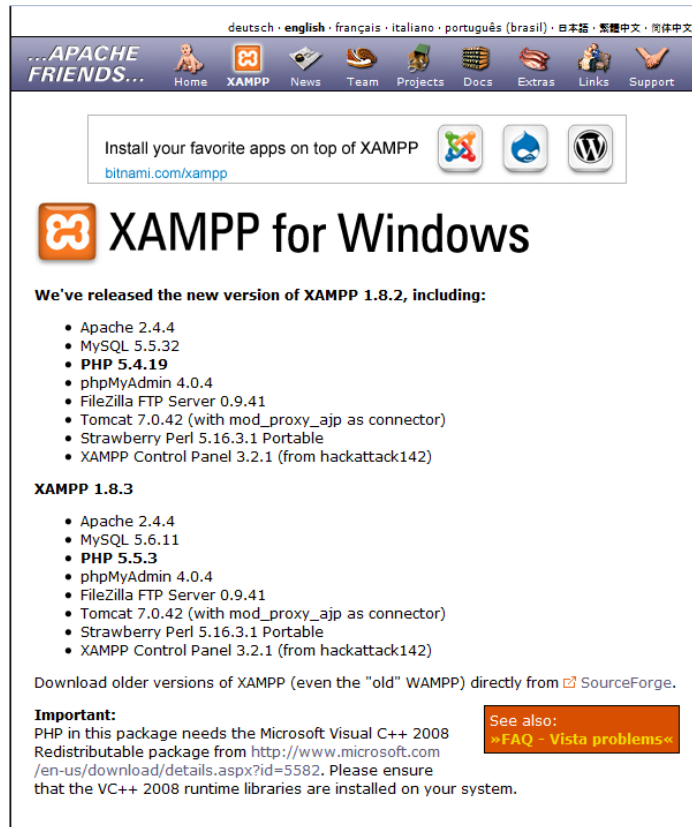 deutsch · english · français · italiano · português (brasil) · 日本語 · 繁體中文 · 简体中文
...APACHE
FRIENDS...
Home XAMPP News Team Projects Docs Extras Links Support
Install your favorite apps on top of XAMPP
bitnami.com/xampp
XAMPP for Windows
We've released the new version of XAMPP 1.8.2, including:
• Apache 2.4.4
• MySQL 5.5.32
• PHP 5.4.19
• phpMyAdmin 4.0.4
• FileZilla FTP Server 0.9.41
• Tomcat 7.0.42 (with mod_proxy_ajp as connector)
• Strawberry Perl 5.16.3.1 Portable
• XAMPP Control Panel 3.2.1 (from hackattack142)
XAMPP 1.8.3
• Apache 2.4.4
• MySQL 5.6.11
• PHP 5.5.3
• phpMyAdmin 4.0.4
• FileZilla FTP Server 0.9.41
• Tomcat 7.0.42 (with mod_proxy_ajp as connector)
• Strawberry Perl 5.16.3.1 Portable
• XAMPP Control Panel 3.2.1 (from hackattack142)
Download older versions of XAMPP (even the "old" WAMPP) directly from SourceForge.
Important:
PHP in this package needs the Microsoft Visual C++ 2008
Redistributable package from http://www.microsoft.com
/en-us/download/details.aspx?id=5582. Please ensure
that the VC++ 2008 runtime libraries are installed on your system.
See also:
»FAQ - Vista problems«